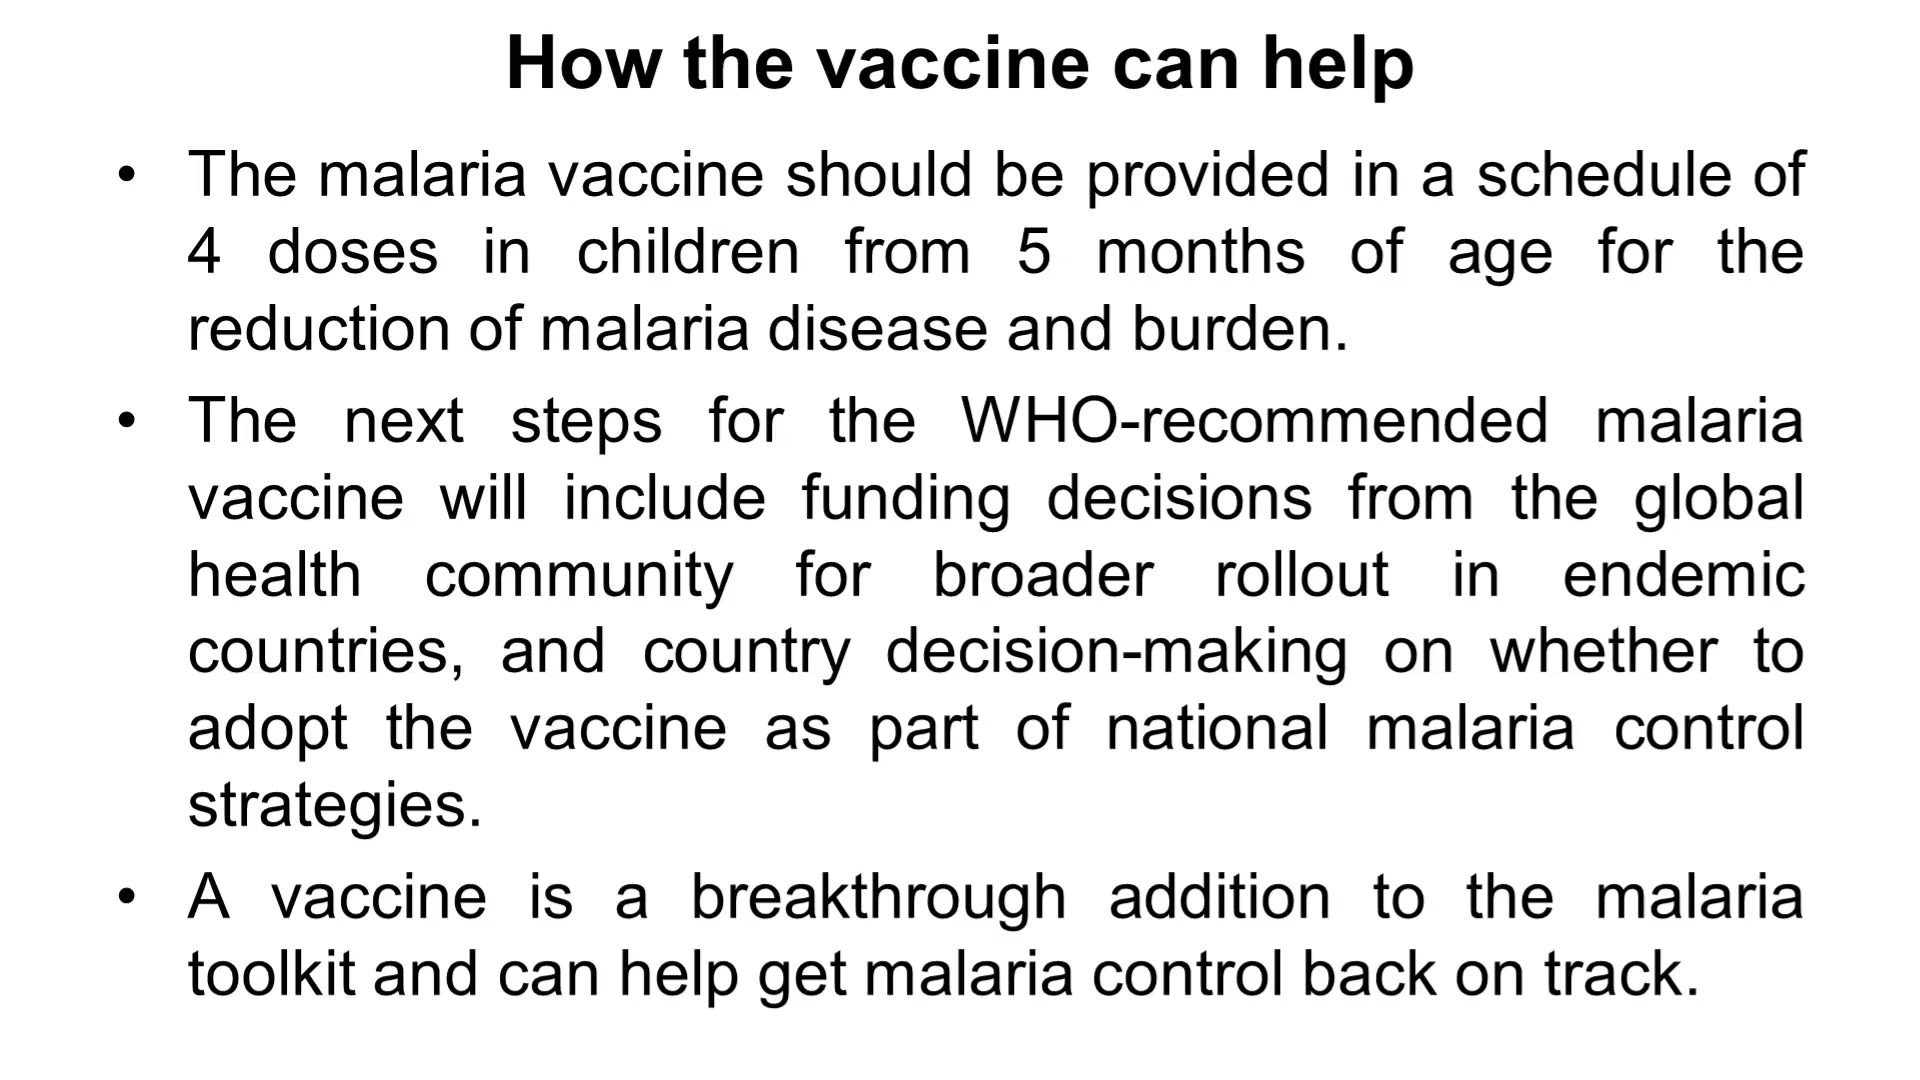 How the vaccine can help
• The malaria vaccine should be provided in a schedule of
4 doses in children from 5 months of age for the
reduction of malaria disease and burden.
• The next steps for the WHO-recommended malaria
vaccine will include funding decisions from the global
health community for broader rollout in endemic
countries, and country decision-making on whether to
adopt the vaccine as part of national malaria control
strategies.
• A vaccine is a breakthrough addition to the malaria
toolkit and can help get malaria control back on track.